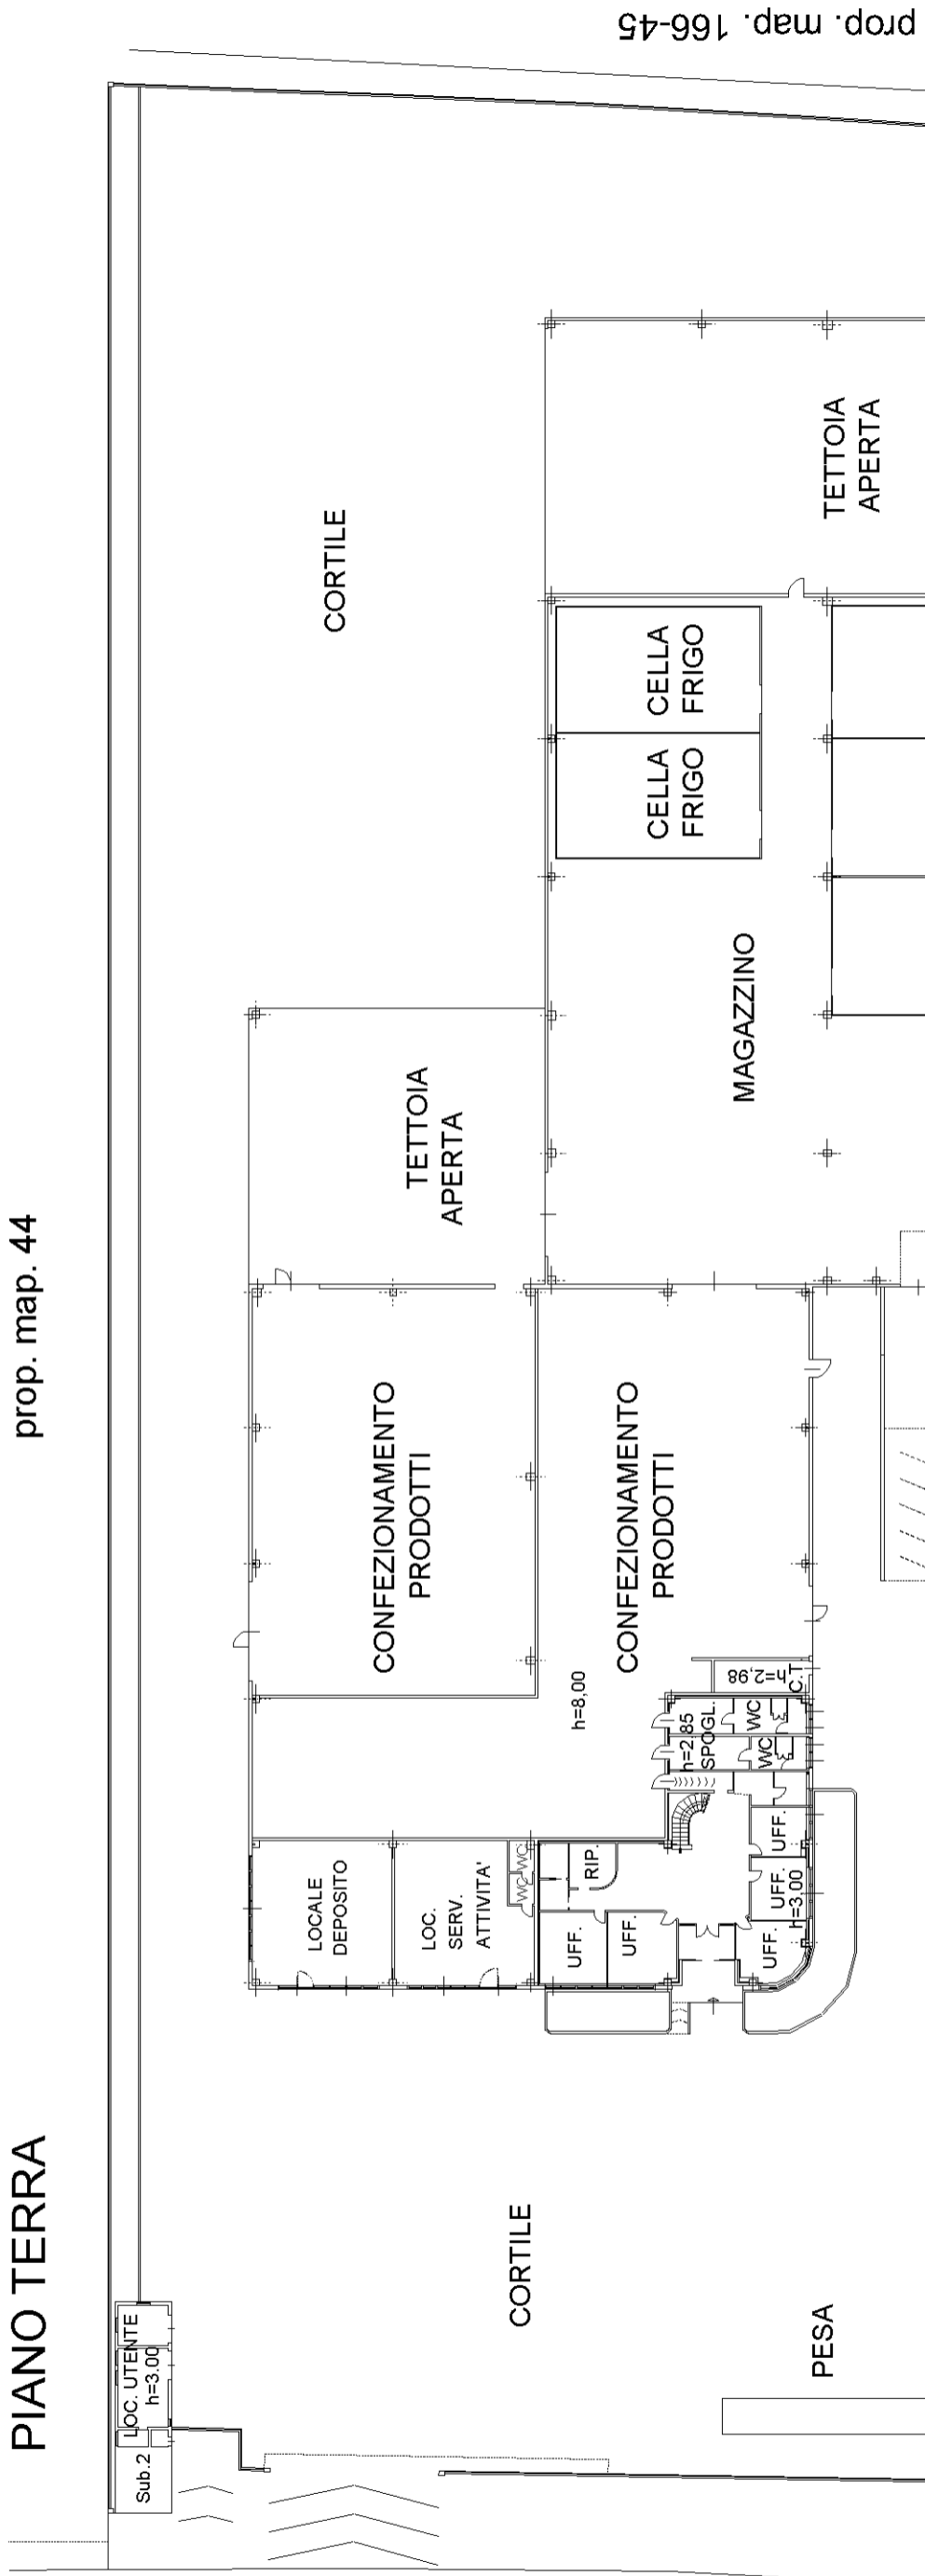 PIANO TERRA
prop. map. 44
prop. map. 166-45
CORTILE
TETTOIA
APERTA
CELLA
FRIGO
CELLA
FRIGO
MAGAZZINO
TETTOIA
APERTA
CONFEZIONAMENTO
PRODOTTI
CONFEZIONAMENTO
PRODOTTI
h=8,00
h=2,98
C.T
h=2,85
SPOGL.
WC
WC
LOCALE
DEPOSITO
LOC.
SERV.
ATTIVITA'
WC
WC
RIP.
UFF.
UFF.
UFF.
UFF.
h=3,00
UFF.
CORTILE
PESA
LOC. UTENTE
h=3.00
Sub.2